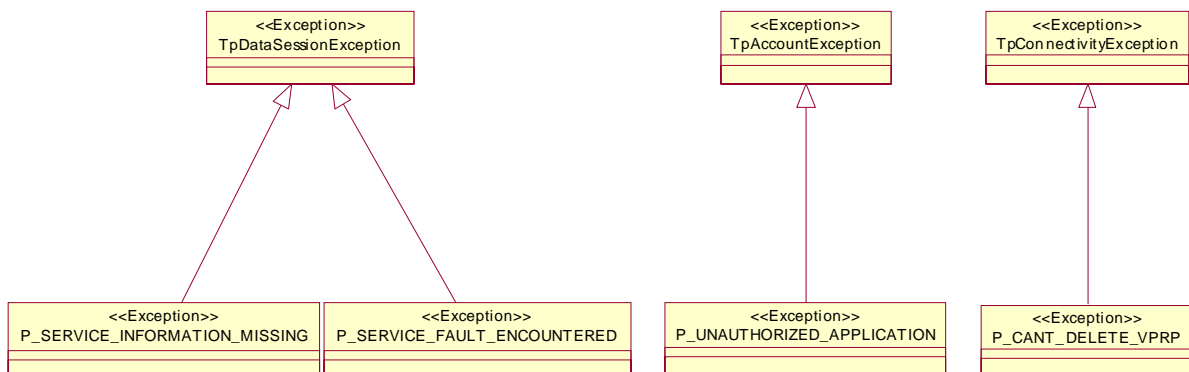 <<Exception>>
TpDataSessionException
<<Exception>>
TpAccountException
<<Exception>>
TpConnectivityException
<<Exception>>
P_SERVICE_INFORMATION_MISSING
<<Exception>>
P_SERVICE_FAULT_ENCOUNTERED
<<Exception>>
P_UNAUTHORIZED_APPLICATION
<<Exception>>
P_CANT_DELETE_VPRP